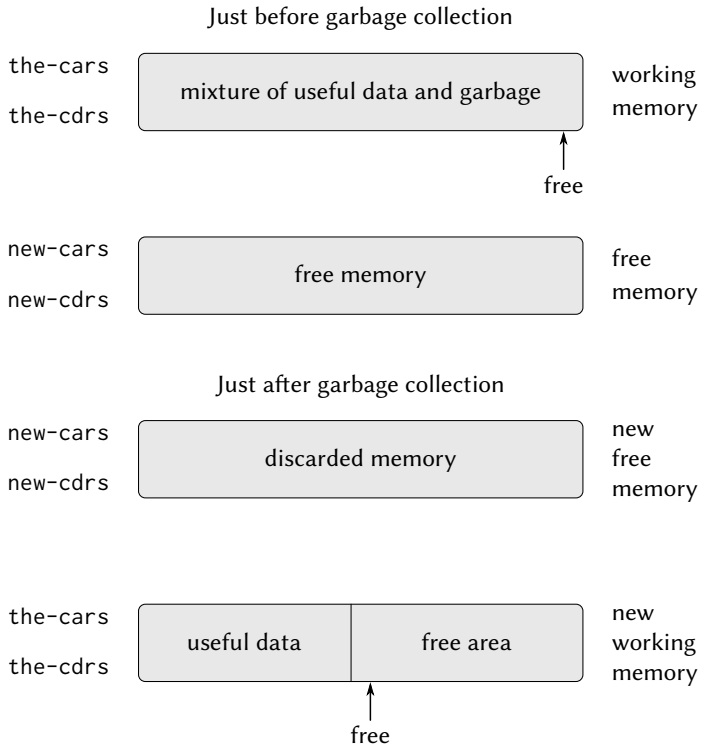 Just before garbage collection
the-cars
the-cdrs
mixture of useful data and garbage
working
memory
free
new-cars
new-cdrs
free memory
free
memory
Just after garbage collection
new-cars
new-cdrs
discarded memory
new
free
memory
the-cars
the-cdrs
useful data
free area
new
working
memory
free